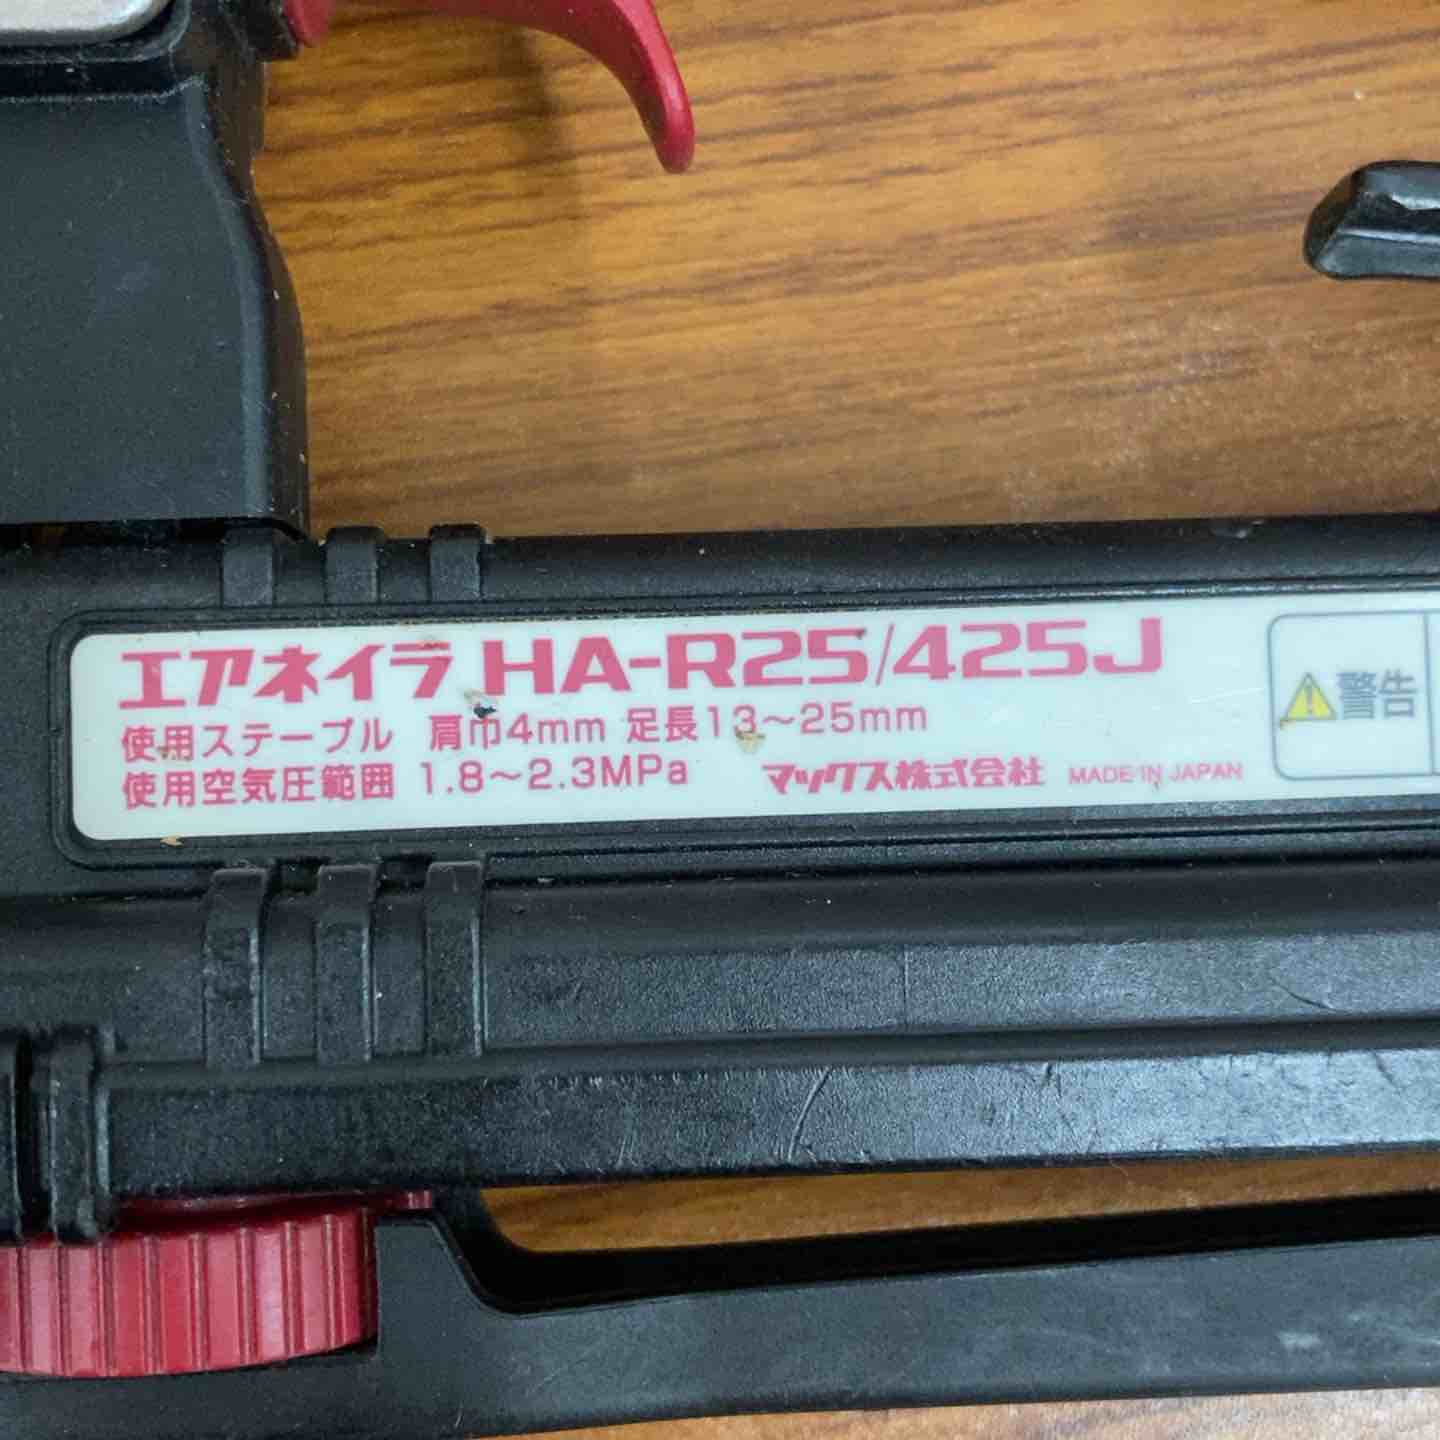 エアネイラ HA-R25/425J
使用ステープル 肩巾4mm 足長13～25mm
使用空気圧範囲 1.8～2.3MPa マックス株式会社 MADE IN JAPAN
警告